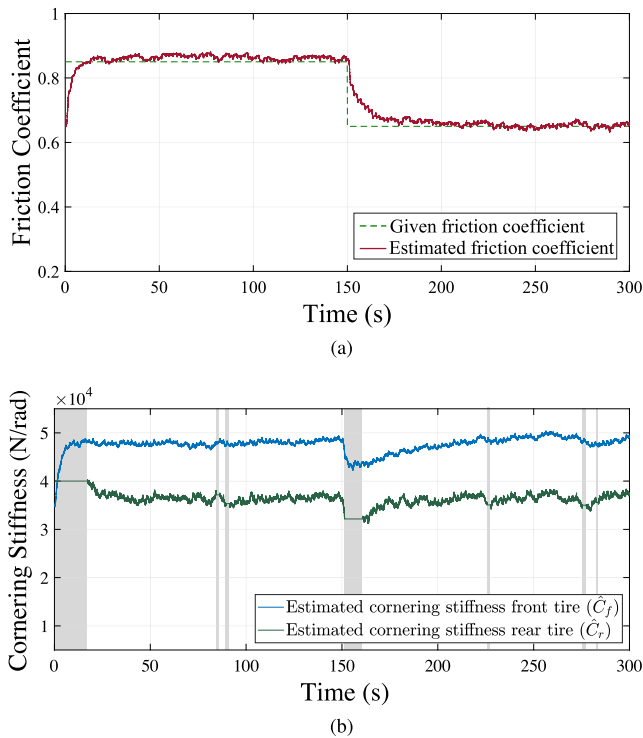 1
0.8
0.6
0.4
0.2
Friction Coefficient
Given friction coefficient
Estimated friction coefficient
0 50 100 150 200 250 300
Time (s)
(a)
×10⁴
5
4
3
2
1
Cornering Stiffness (N/rad)
Estimated cornering stiffness front tire (Ĉ_f)
Estimated cornering stiffness rear tire (Ĉ_r)
0 50 100 150 200 250 300
Time (s)
(b)